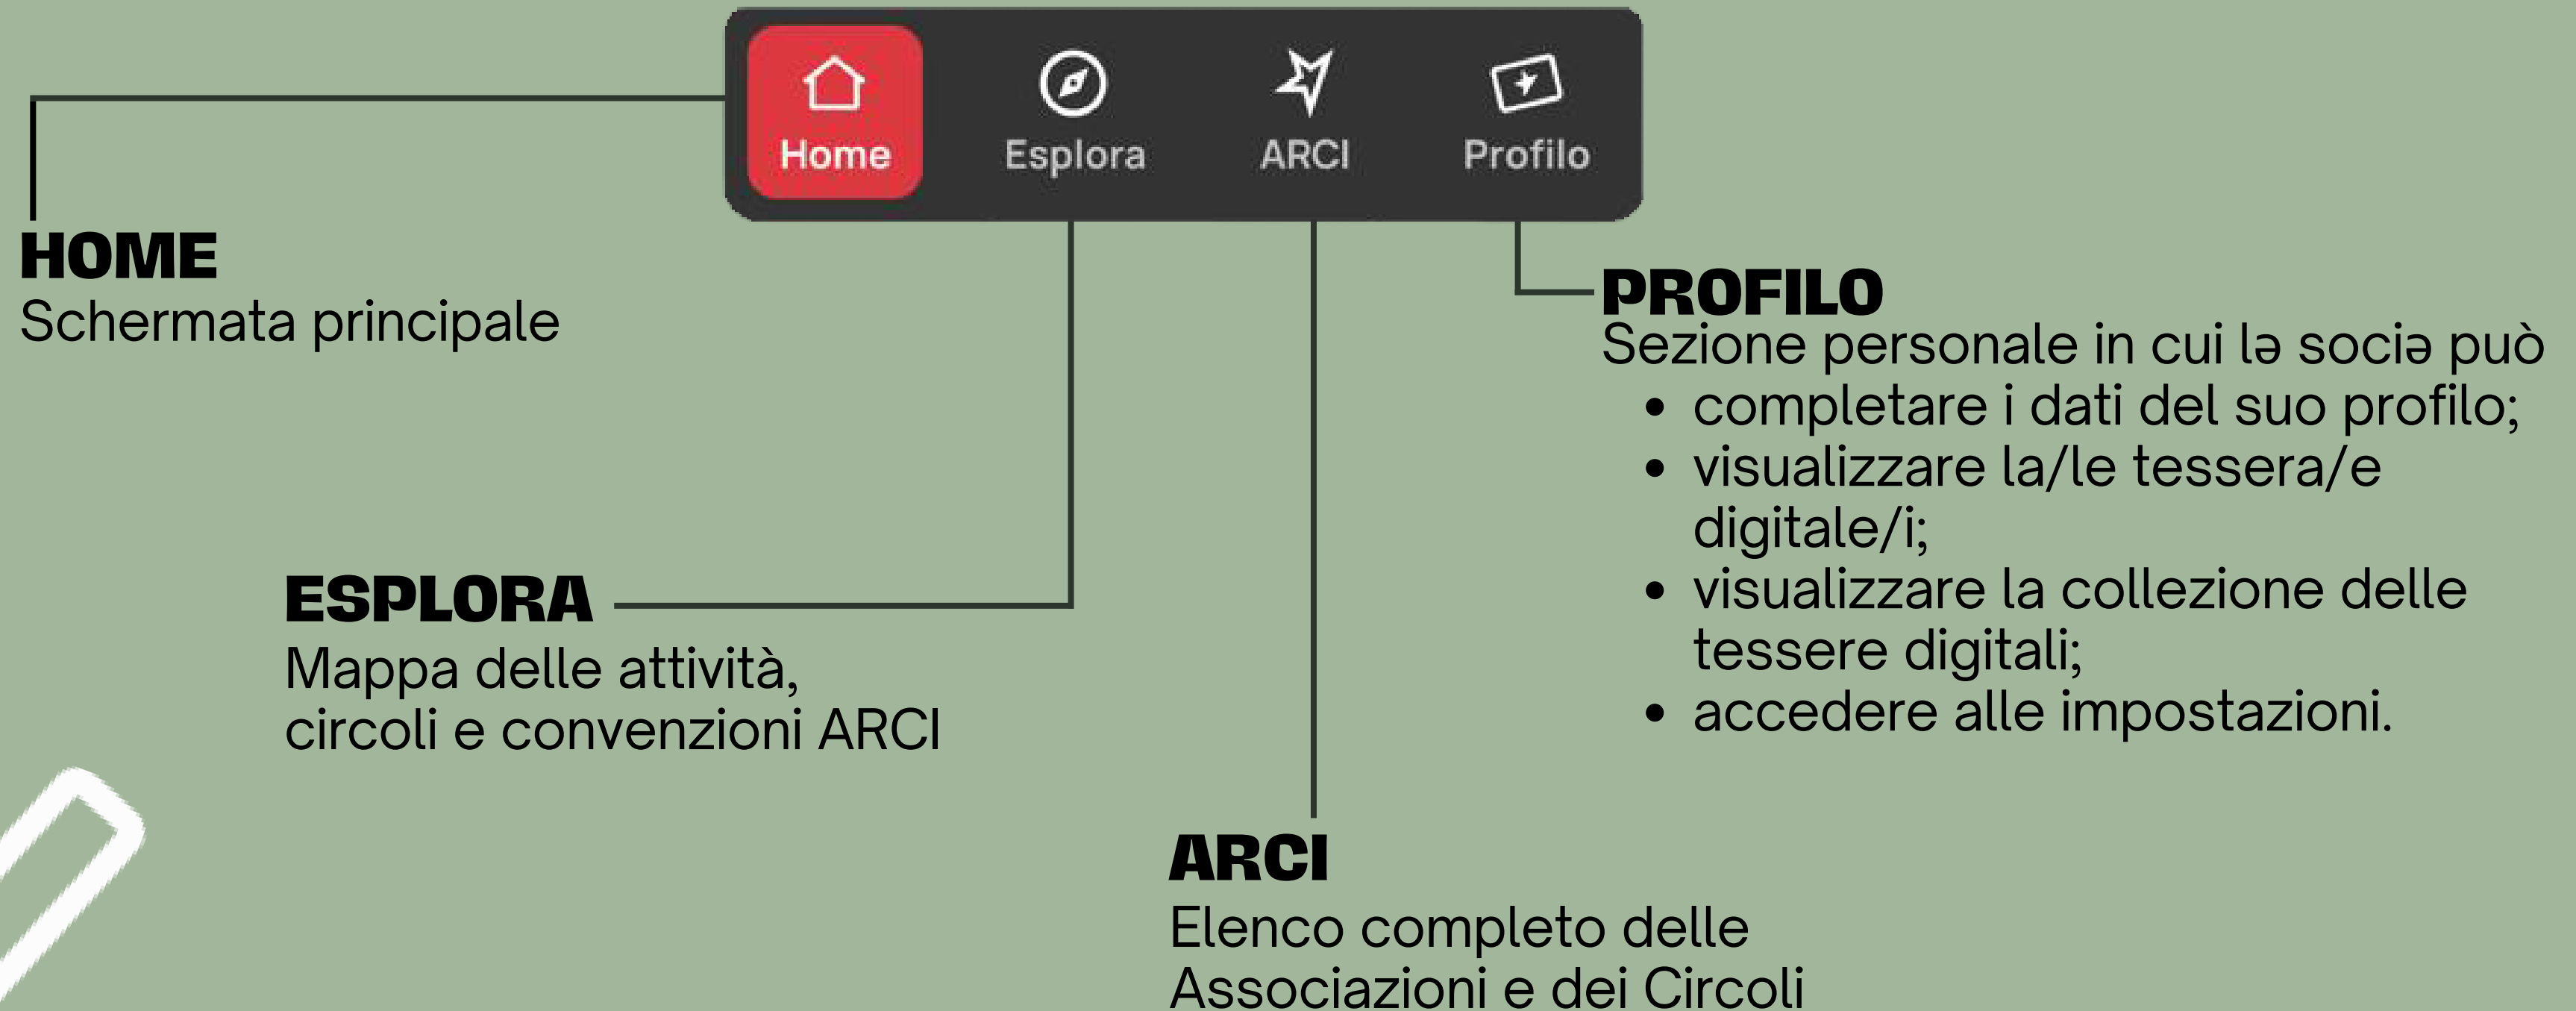 Home
Esplora
ARCI
Profilo
HOME
Schermata principale
ESPLORA
Mappa delle attività,
circoli e convenzioni ARCI
ARCI
Elenco completo delle
Associazioni e dei Circoli
PROFILO
Sezione personale in cui lə sociə può
• completare i dati del suo profilo;
• visualizzare la/le tessera/e
digitale/i;
• visualizzare la collezione delle
tessere digitali;
• accedere alle impostazioni.